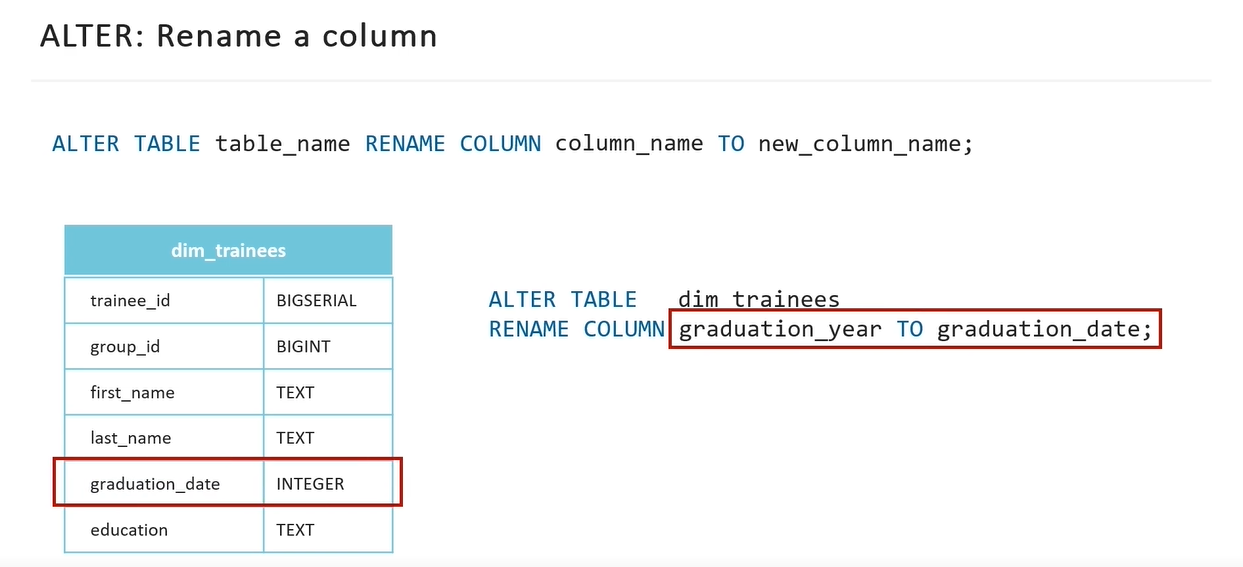 ALTER: Rename a column
ALTER TABLE table_name RENAME COLUMN column_name TO new_column_name;
dim_trainees
trainee_id BIGSERIAL
group_id BIGINT
first_name TEXT
last_name TEXT
graduation_date INTEGER
education TEXT
ALTER TABLE dim_trainees
RENAME COLUMN graduation_year TO graduation_date;